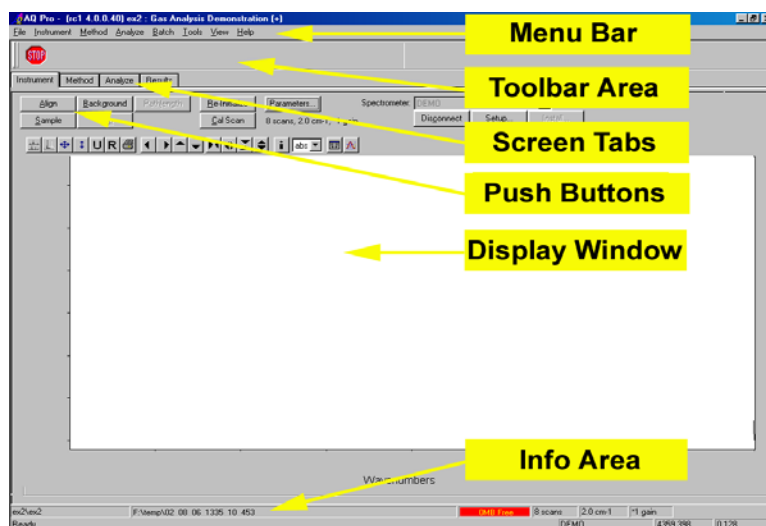 AQ Pro - (rc1 4.0.0.40) ex2 : Gas Analysis Demonstration (+)
File Instrument Method Analyze Batch Tools View Help
Menu Bar
STOP
Toolbar Area
Instrument Method Analyze Results
Align Background Pathlength Re-Initialize Parameters... Spectrometer: DEMO
Sample Cal Scan 8 scans, 2.0 cm-1, *1 gain Disconnect Setup... Install...
Screen Tabs
U R i abs
Push Buttons
Display Window
Info Area
Wavenumbers
ex2\ex2 F:\temp\02 08 06 1335 10 453 0MB Free 8 scans 2.0 cm-1 *1 gain
Ready DEMO 4359.398 0.128